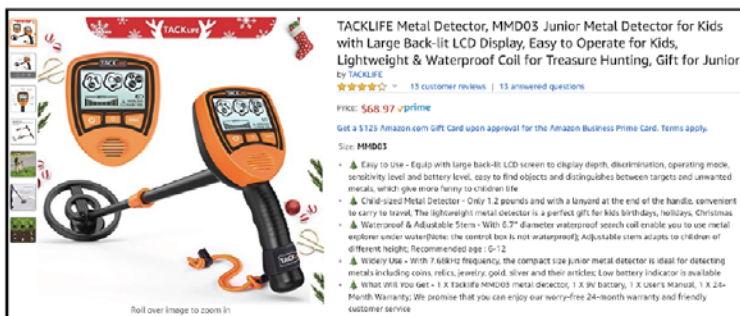 TACKLIFE
TACK
TACK
Roll over image to zoom in
TACKLIFE Metal Detector, MMD03 Junior Metal Detector for Kids
with Large Back-lit LCD Display, Easy to Operate for Kids,
Lightweight & Waterproof Coil for Treasure Hunting, Gift for Junior
by TACKLIFE
13 customer reviews | 13 answered questions
Price: $68.97 prime
Get a $125 Amazon.com Gift Card upon approval for the Amazon Business Prime Card. Terms apply.
Size: MMD03
Easy to Use - Equip with large back-lit LCD screen to display depth, discrimination, operating mode,
sensitivity level and battery level, easy to find objects and distinguishes between targets and unwanted
metals, which give more funny to children life
Child-sized Metal Detector - Only 1.2 pounds and with a lanyard at the end of the handle, convenient
to carry to travel, The lightweight metal detector is a perfect gift for kids birthdays, holidays, Christmas
Waterproof & Adjustable Stem - With 6.7" diameter waterproof search coil enable you to use metal
explorer under water(Note: the control box is not waterproof); Adjustable stem adapts to children of
different height; Recommended age : 6-12
Widely Use - With 7.68kHz frequency, the compact size junior metal detector is ideal for detecting
metals including coins, relics, jewelry, gold, silver and their articles; Low battery indicator is available
What Will You Get - 1 X Tacklife MMD03 metal detector, 1 X 9V battery, 1 X User's Manual, 1 X 24-
Month Warranty; We promise that you can enjoy our worry-free 24-month warranty and friendly
customer service